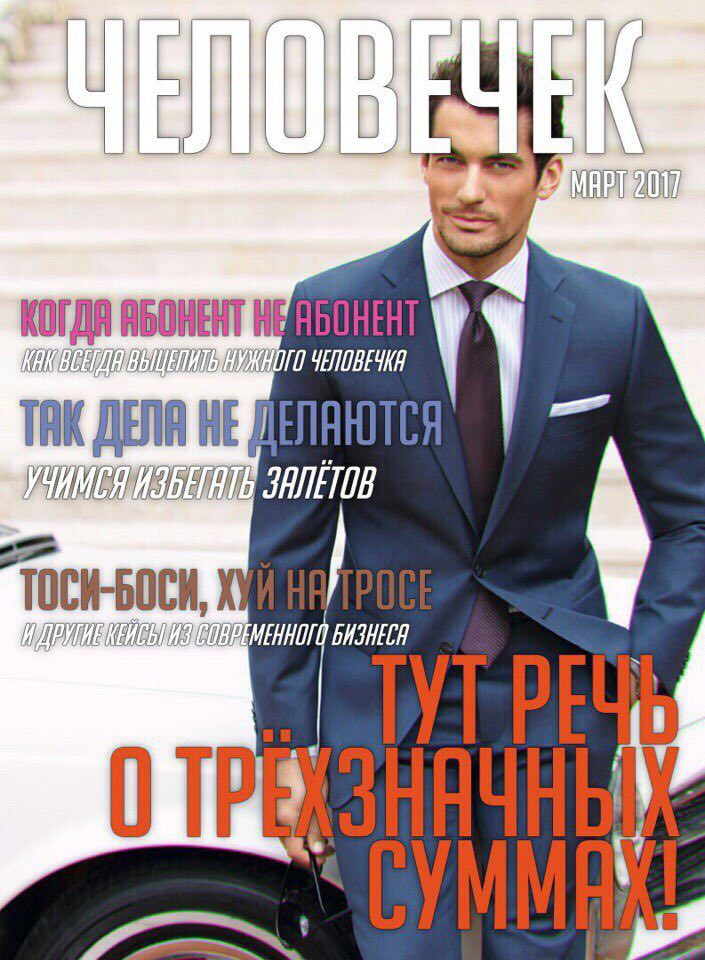 ЧЕЛОВЕЧЕК
МАРТ 2017
КОГДА АБОНЕНТ НЕ АБОНЕНТ
КАК ВСЕГДА ВЫЦЕПИТЬ НУЖНОГО ЧЕЛОВЕЧКА
ТАК ДЕЛА НЕ ДЕЛАЮТСЯ
УЧИМСЯ ИЗБЕГАТЬ ЗАЛЁТОВ
ТОСИ-БОСИ, ХУЙ НА ТРОСЕ
И ДРУГИЕ КЕЙСЫ ИЗ СОВРЕМЕННОГО БИЗНЕСА
ТУТ РЕЧЬ
О ТРЁХЗНАЧНЫХ
СУММАХ!